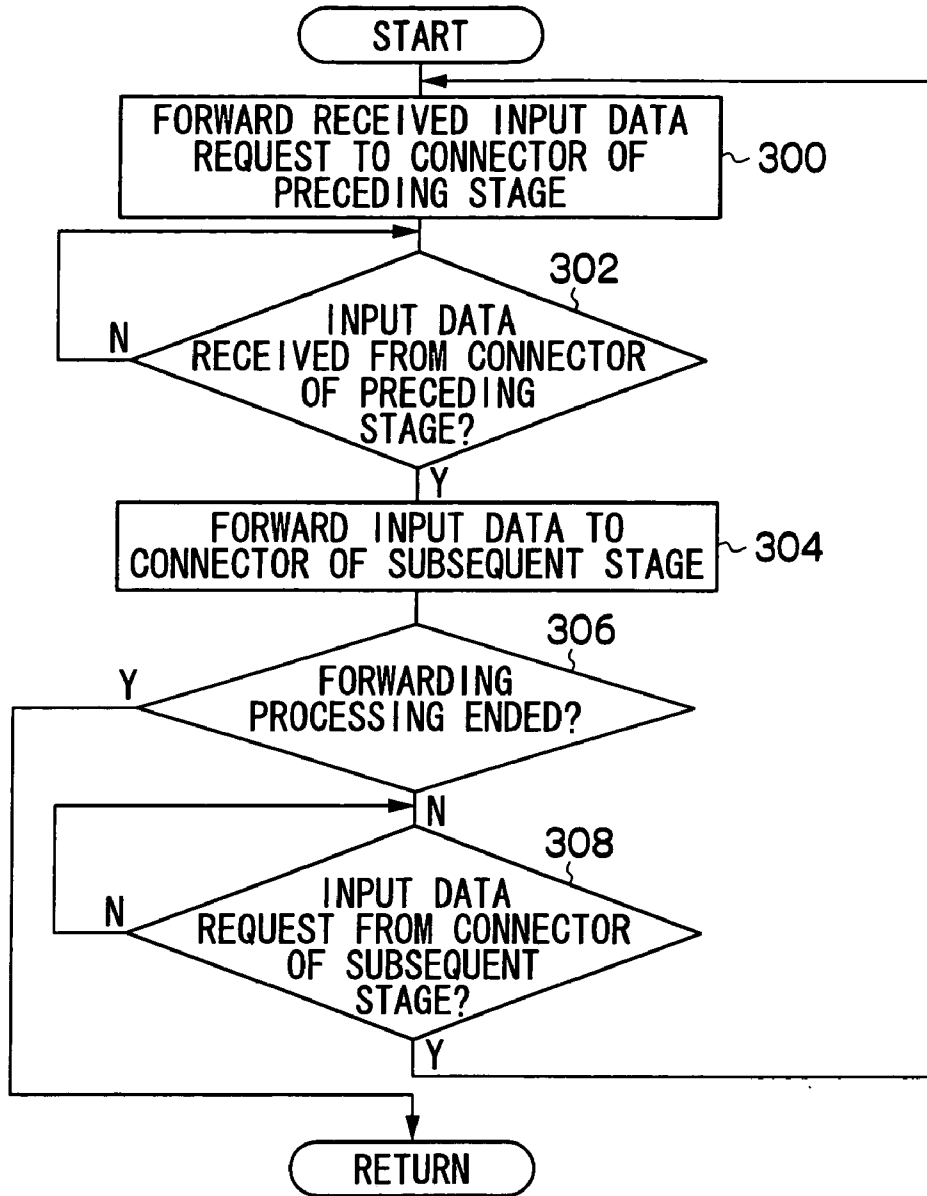 START
FORWARD RECEIVED INPUT DATA
REQUEST TO CONNECTOR OF
PRECEDING STAGE
300
302
INPUT DATA
RECEIVED FROM CONNECTOR
OF PRECEDING
STAGE?
N
Y
FORWARD INPUT DATA TO
CONNECTOR OF SUBSEQUENT STAGE
304
306
Y
FORWARDING
PROCESSING ENDED?
N
308
INPUT DATA
REQUEST FROM CONNECTOR
OF SUBSEQUENT
STAGE?
N
Y
RETURN